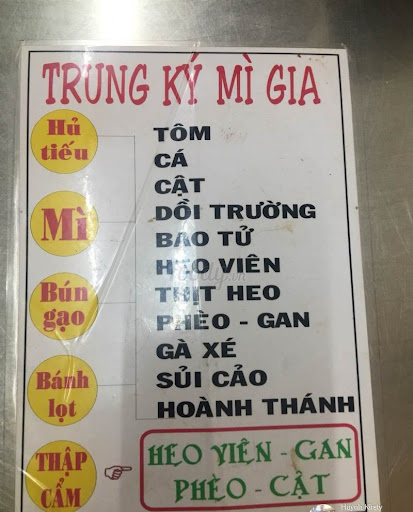 TRUNG KÝ MÌ GIA
Hủ
tiếu
Mì
Bún
gạo
Bánh
lọt
TÔM
CÁ
CẬT
DỒI TRƯỜNG
BAO TỬ
HEO VIÊN
THỊT HEO
PHÈO - GAN
GÀ XÉ
SỦI CẢO
HOÀNH THÁNH
THẬP
CẨM
HEO VIÊN - GAN
PHÈO - CẬT